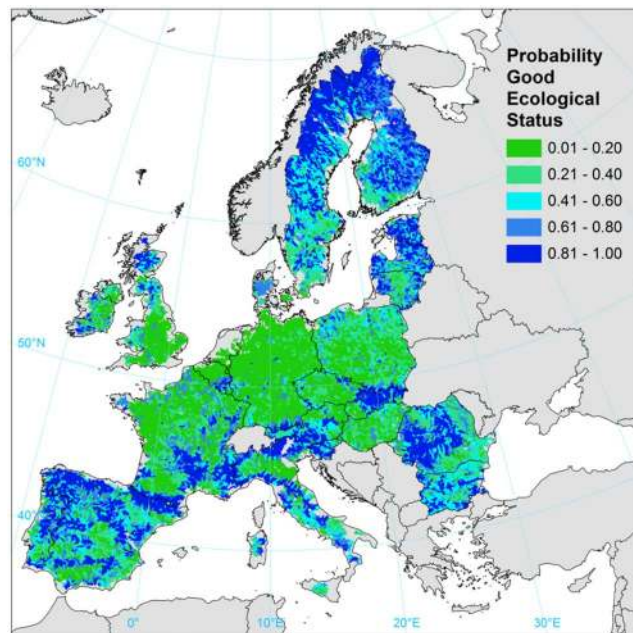 Probability
Good
Ecological
Status
0.01 - 0.20
0.21 - 0.40
0.41 - 0.60
0.61 - 0.80
0.81 - 1.00
60°N
50°N
40°N
0°
10°E
20°E
30°E